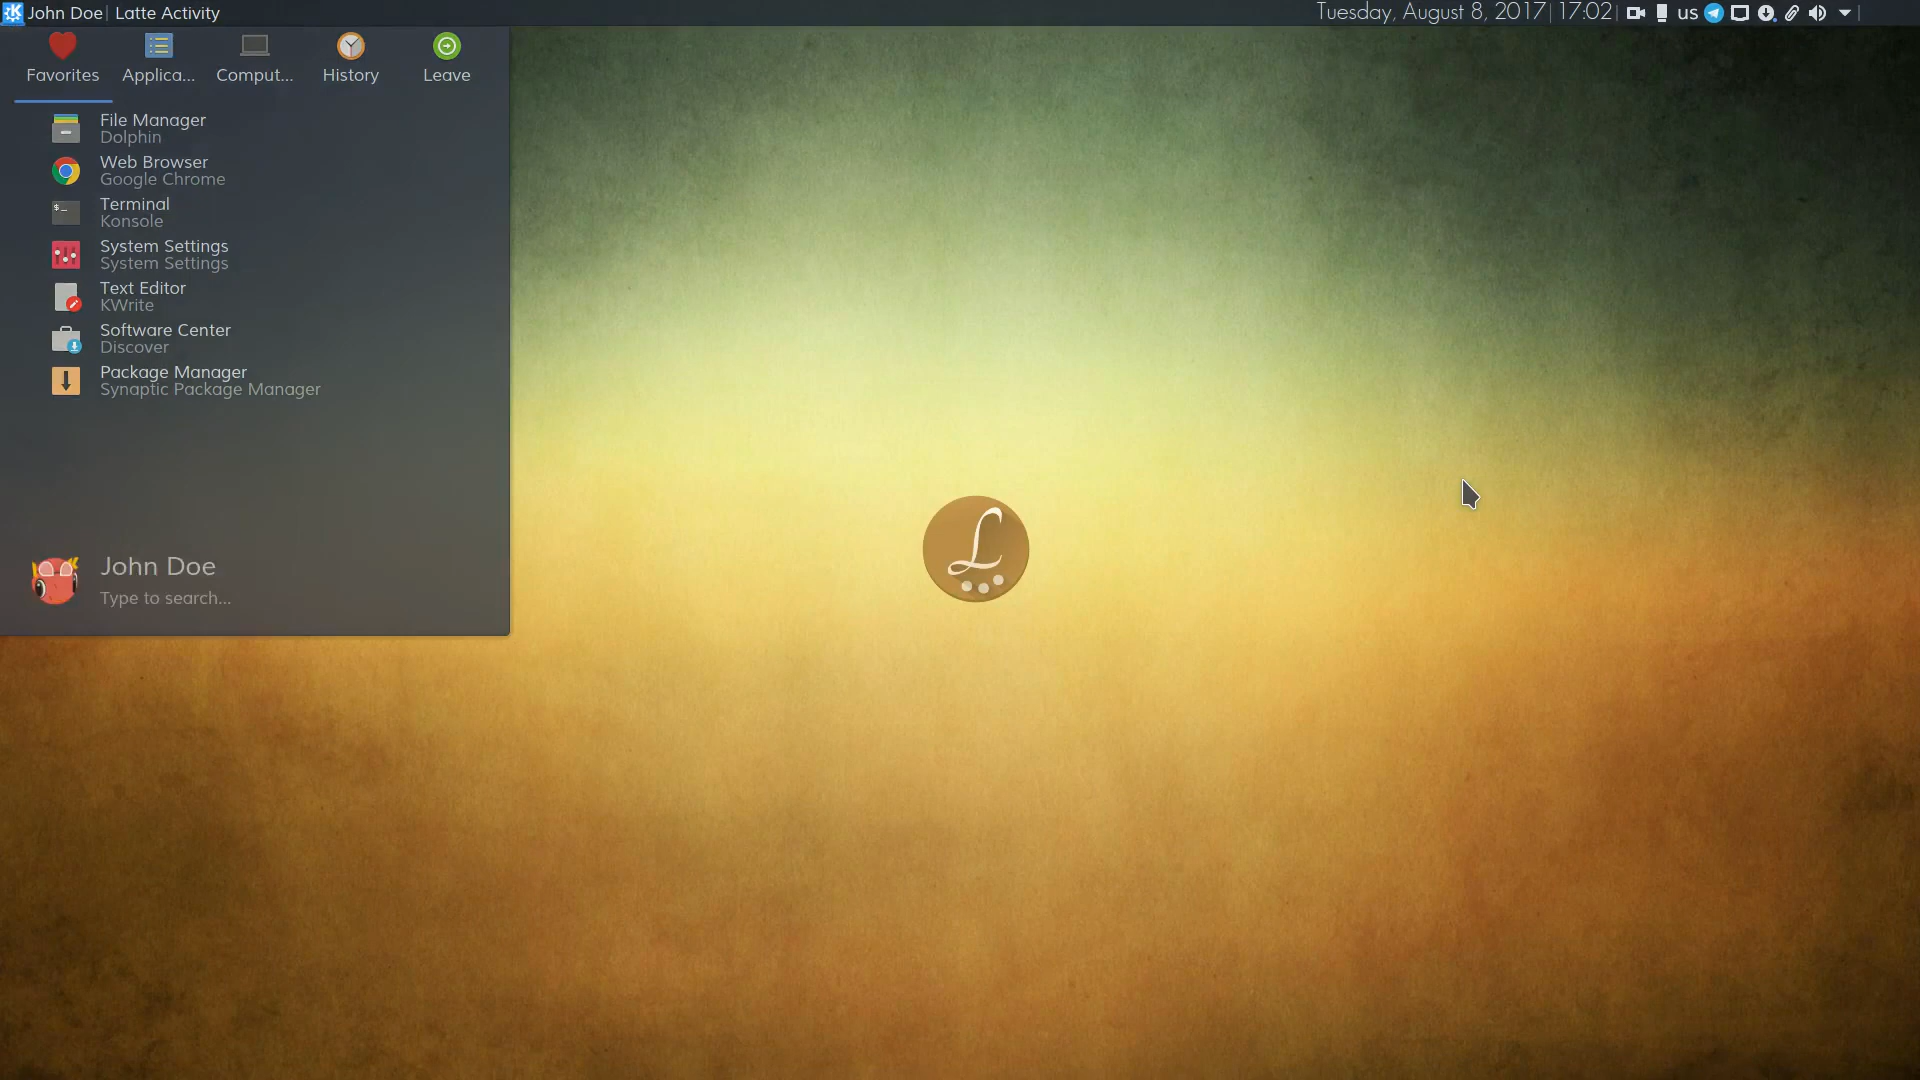 John Doe | Latte Activity
Tuesday, August 8, 2017 | 17:02 | us
Favorites Applica... Comput... History Leave
File Manager
Dolphin
Web Browser
Google Chrome
$_
Terminal
Konsole
System Settings
System Settings
Text Editor
KWrite
Software Center
Discover
Package Manager
Synaptic Package Manager
L
John Doe
Type to search...